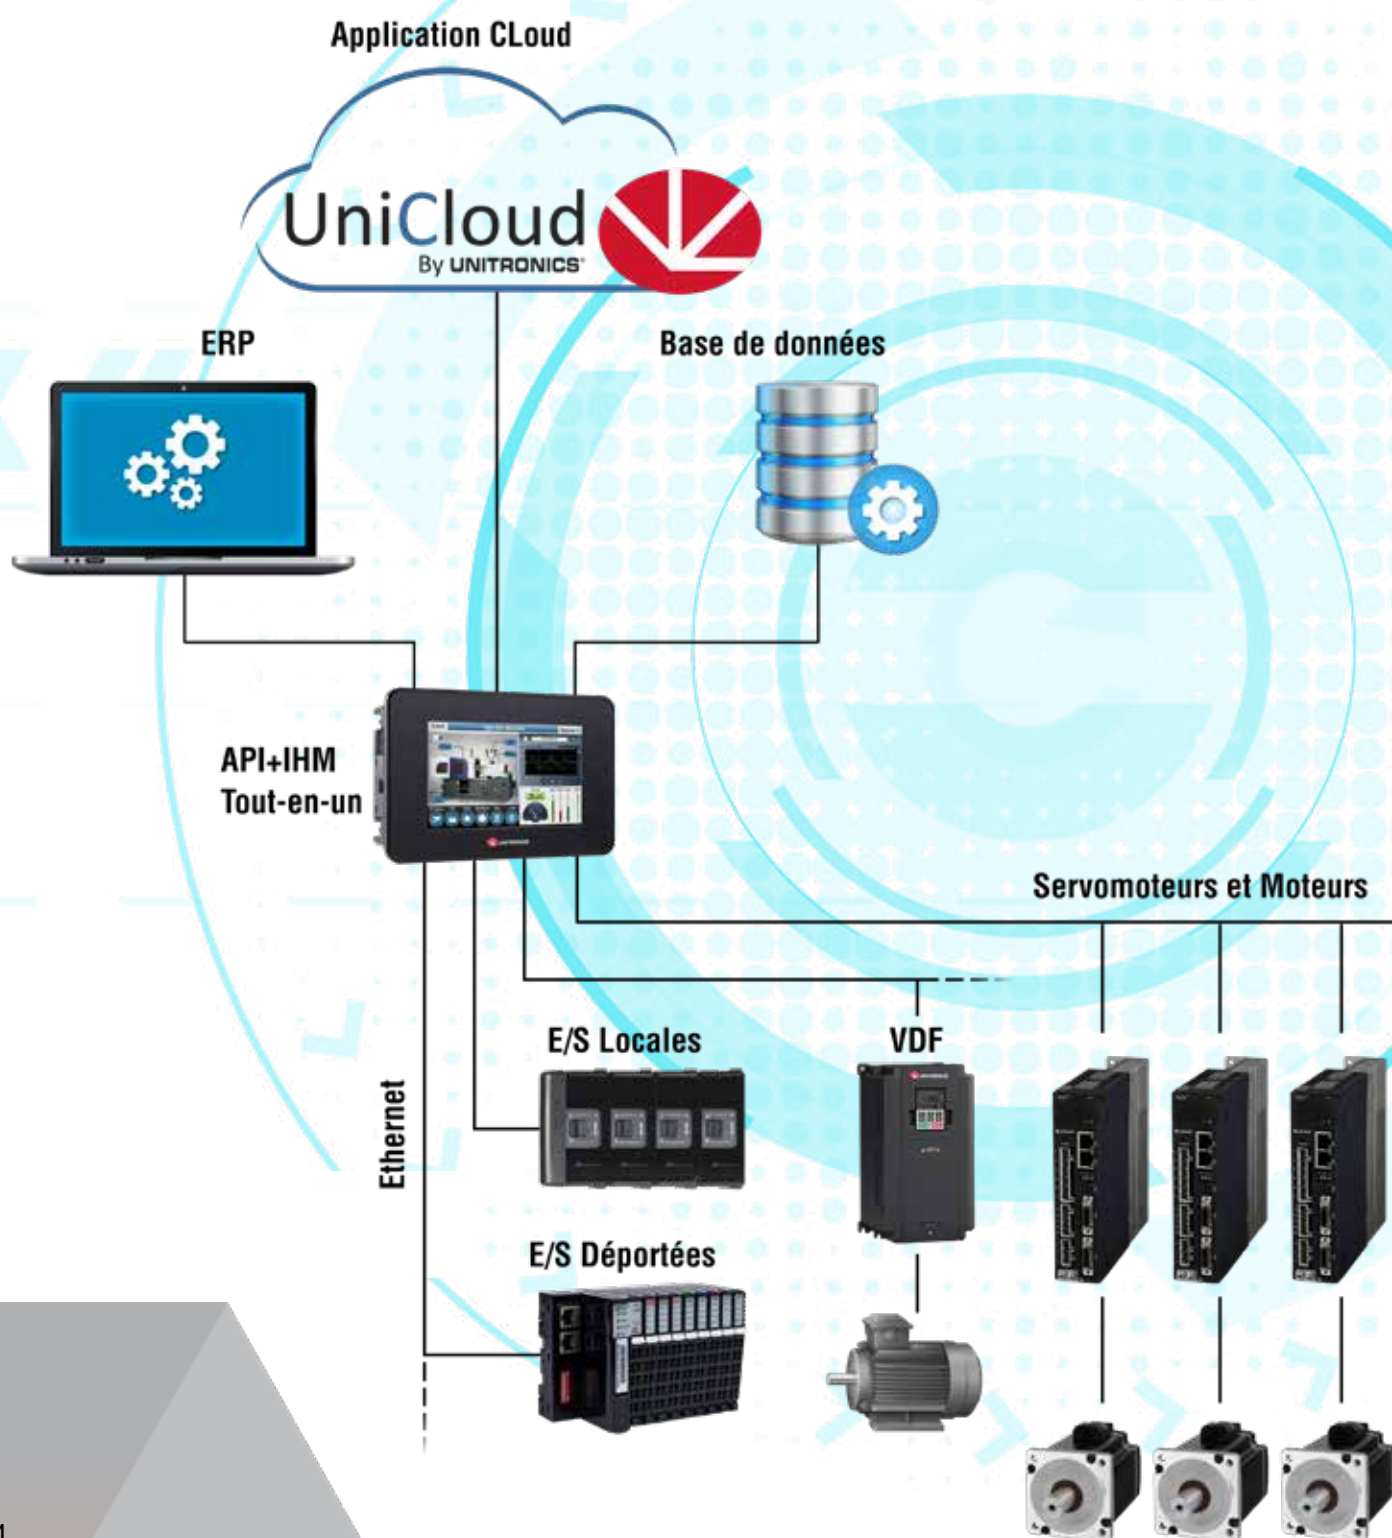 Application CLoud
UniCloud
By UNITRONICS®
ERP
Base de données
API+IHM
Tout-en-un
Servomoteurs et Moteurs
E/S Locales
VDF
Ethernet
E/S Déportées